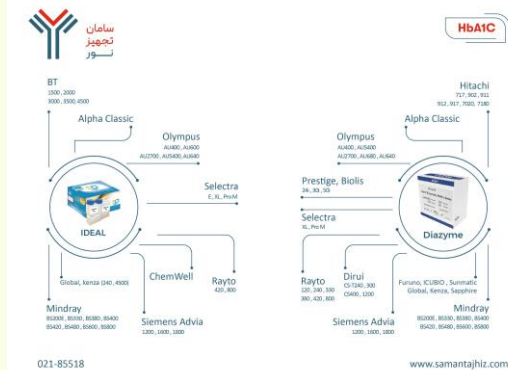 سامان
تجهیز
نور
HbA1C
BT
1500, 2000
3000, 3500, 4500
Alpha Classic
Olympus
AU400, AU600
AU2700, AU5400, AU640
Selectra
E, XL, Pro M
IDEAL
Global, kenza (240, 4500)
ChemWell
Rayto
420, 800
Mindray
BS200E, BS330, BS380, BS400
BS420, BS480, BS600, BS800
Siemens Advia
1200, 1600, 1800
Hitachi
717, 902, 911
912, 917, 7020, 7180
Alpha Classic
Olympus
AU400, AU5400
AU2700, AU680, AU640
Prestige, Biolis
24i, 30i, 50i
Selectra
XL, Pro M
Diazyme
Rayto
120, 240, 330
380, 420, 800
Dirui
CS-T240, 300
CS400, 1200
Furuno, ICUBIO, Sunmatic
Global, Kenza, Sapphire
Siemens Advia
1200, 1600, 1800
Mindray
BS200E, BS330, BS380, BS400
BS420, BS480, BS600, BS800
021-85518
www.samantajhiz.com